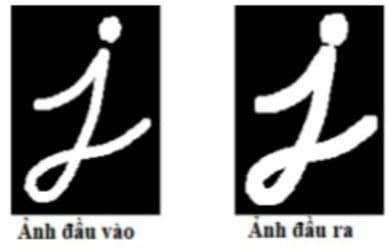 j j
Ảnh đầu vào Ảnh đầu ra